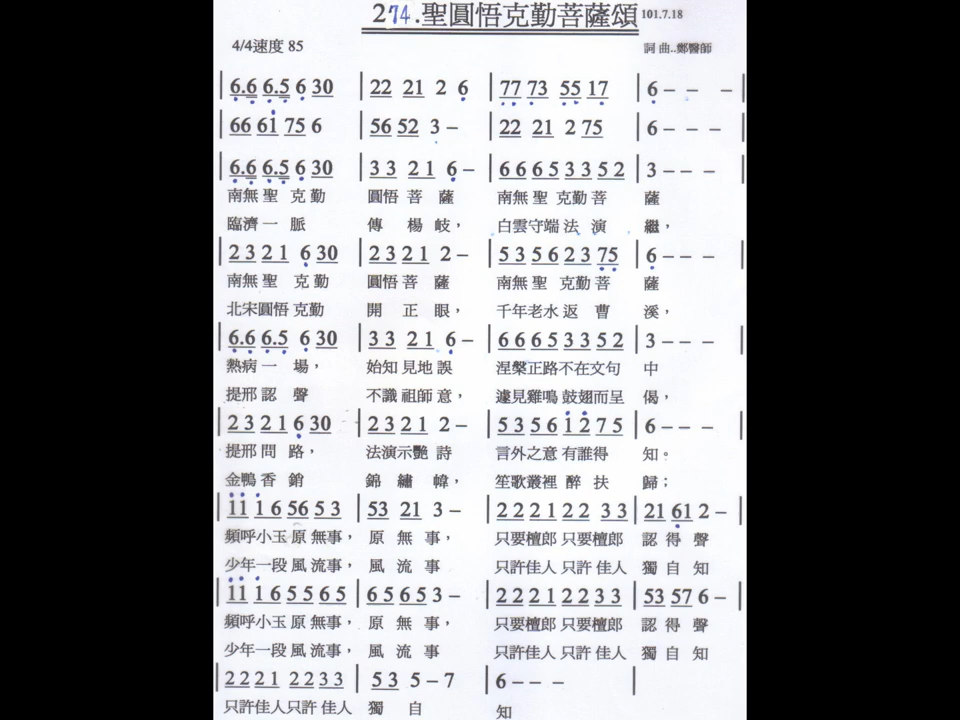 274.聖圓悟克勤菩薩頌 101.7.18
4/4速度 85 詞 曲..鄭醫師
|6.6 6.5 6 30 |22 21 2 6 |77 73 55 17 |6 – – – |
|66 61 75 6 |56 52 3 – |22 21 2 75 |6 – – – |
|6.6 6.5 6 30 |3 3 2 1 6 – |6 6 6 5 3 3 5 2 |3 – – – |
南無 聖 克 勤 圓悟 菩 薩 南無 聖 克勤 菩 薩
臨濟 一 脈 傳 楊 岐， 白雲守端 法 演 繼，
|2 3 2 1 6 30 |2 3 2 1 2 – |5 3 5 6 2 3 75 |6 – – – |
南無 聖 克 勤 圓悟 菩 薩 南無 聖 克勤 菩 薩
北宋圓悟 克勤 開 正 眼， 千年老水 返 曹 溪，
|6.6 6.5 6 30 |3 3 2 1 6 – |6 6 6 5 3 3 5 2 |3 – – – |
熱病 一 場， 始知 見地 誤 涅槃正路不在文句 中
提邢 認 聲 不識 祖師 意， 遽見雞鳴 鼓翅而呈 偈，
|2 3 2 1 6 30 |2 3 2 1 2 – |5 3 5 6 1 2 7 5 |6 – – – |
提邢 問 路， 法演示艷 詩 言外之意 有誰得 知。
金鴨 香 銷 錦 繡 幃， 笙歌叢裡 醉 扶 歸；
|11 1 6 56 5 3 |53 21 3 – |2 2 2 1 2 2 3 3 |21 61 2 – |
頻呼小玉 原 無事， 原 無 事， 只要檀郎 只要檀郎 認 得 聲
少年一段 風 流事， 風 流 事 只許佳人 只許 佳人 獨 自 知
|11 1 6 5 5 6 5 |6 5 6 5 3 – |2 2 2 1 2 2 3 3 |53 57 6 – |
頻呼小玉 原 無事， 原 無 事， 只要檀郎 只要檀郎 認 得 聲
少年一段 風 流事， 風 流 事 只許佳人 只許 佳人 獨 自 知
|2 2 2 1 2 2 3 3 |5 3 5 – 7 |6 – – – |
只許佳人只許 佳人 獨 自 知